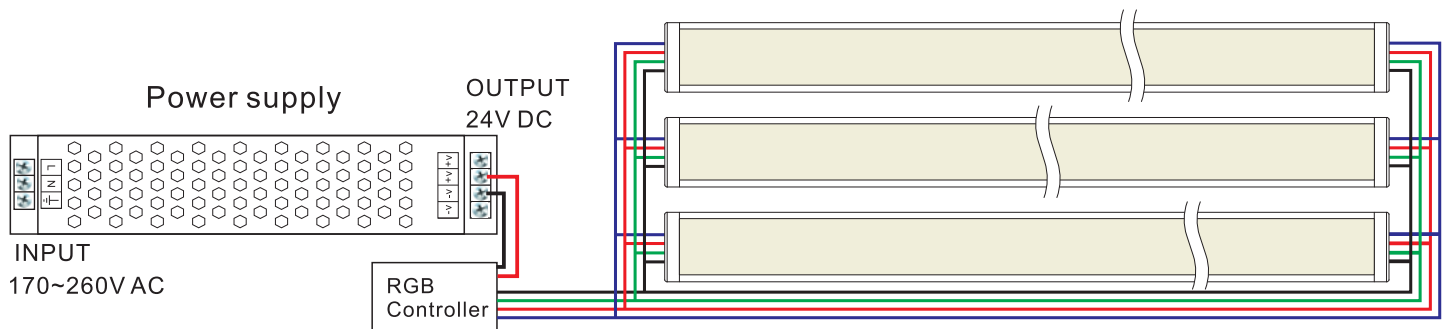 Power supply
OUTPUT
24V DC
L
N
+V
+V
-V
-V
INPUT
170~260V AC
RGB
Controller